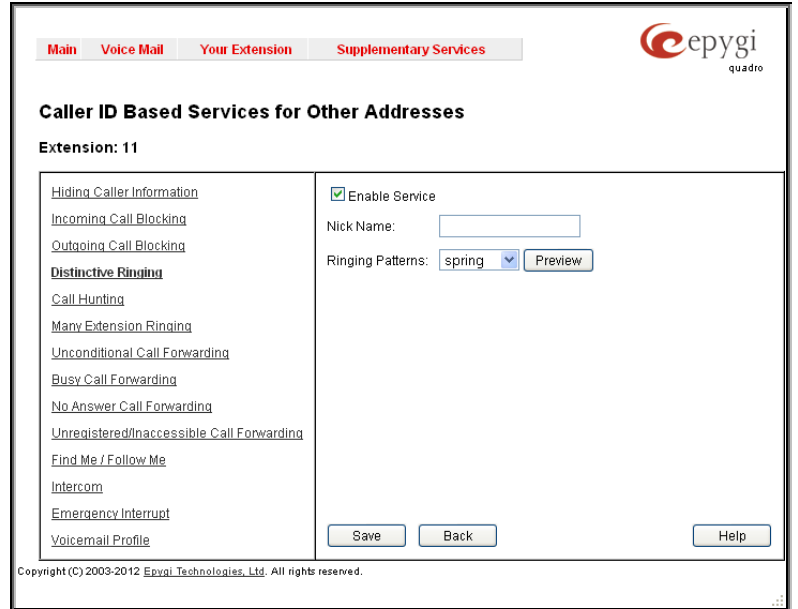 Main Voice Mail Your Extension Supplementary Services
epygi
quadro
Caller ID Based Services for Other Addresses
Extension: 11
Hiding Caller Information
Incoming Call Blocking
Outgoing Call Blocking
Distinctive Ringing
Call Hunting
Many Extension Ringing
Unconditional Call Forwarding
Busy Call Forwarding
No Answer Call Forwarding
Unregistered/Inaccessible Call Forwarding
Find Me / Follow Me
Intercom
Emergency Interrupt
Voicemail Profile
Enable Service
Nick Name:
Ringing Patterns: spring Preview
Save Back Help
Copyright (C) 2003-2012 Epygi Technologies, Ltd. All rights reserved.